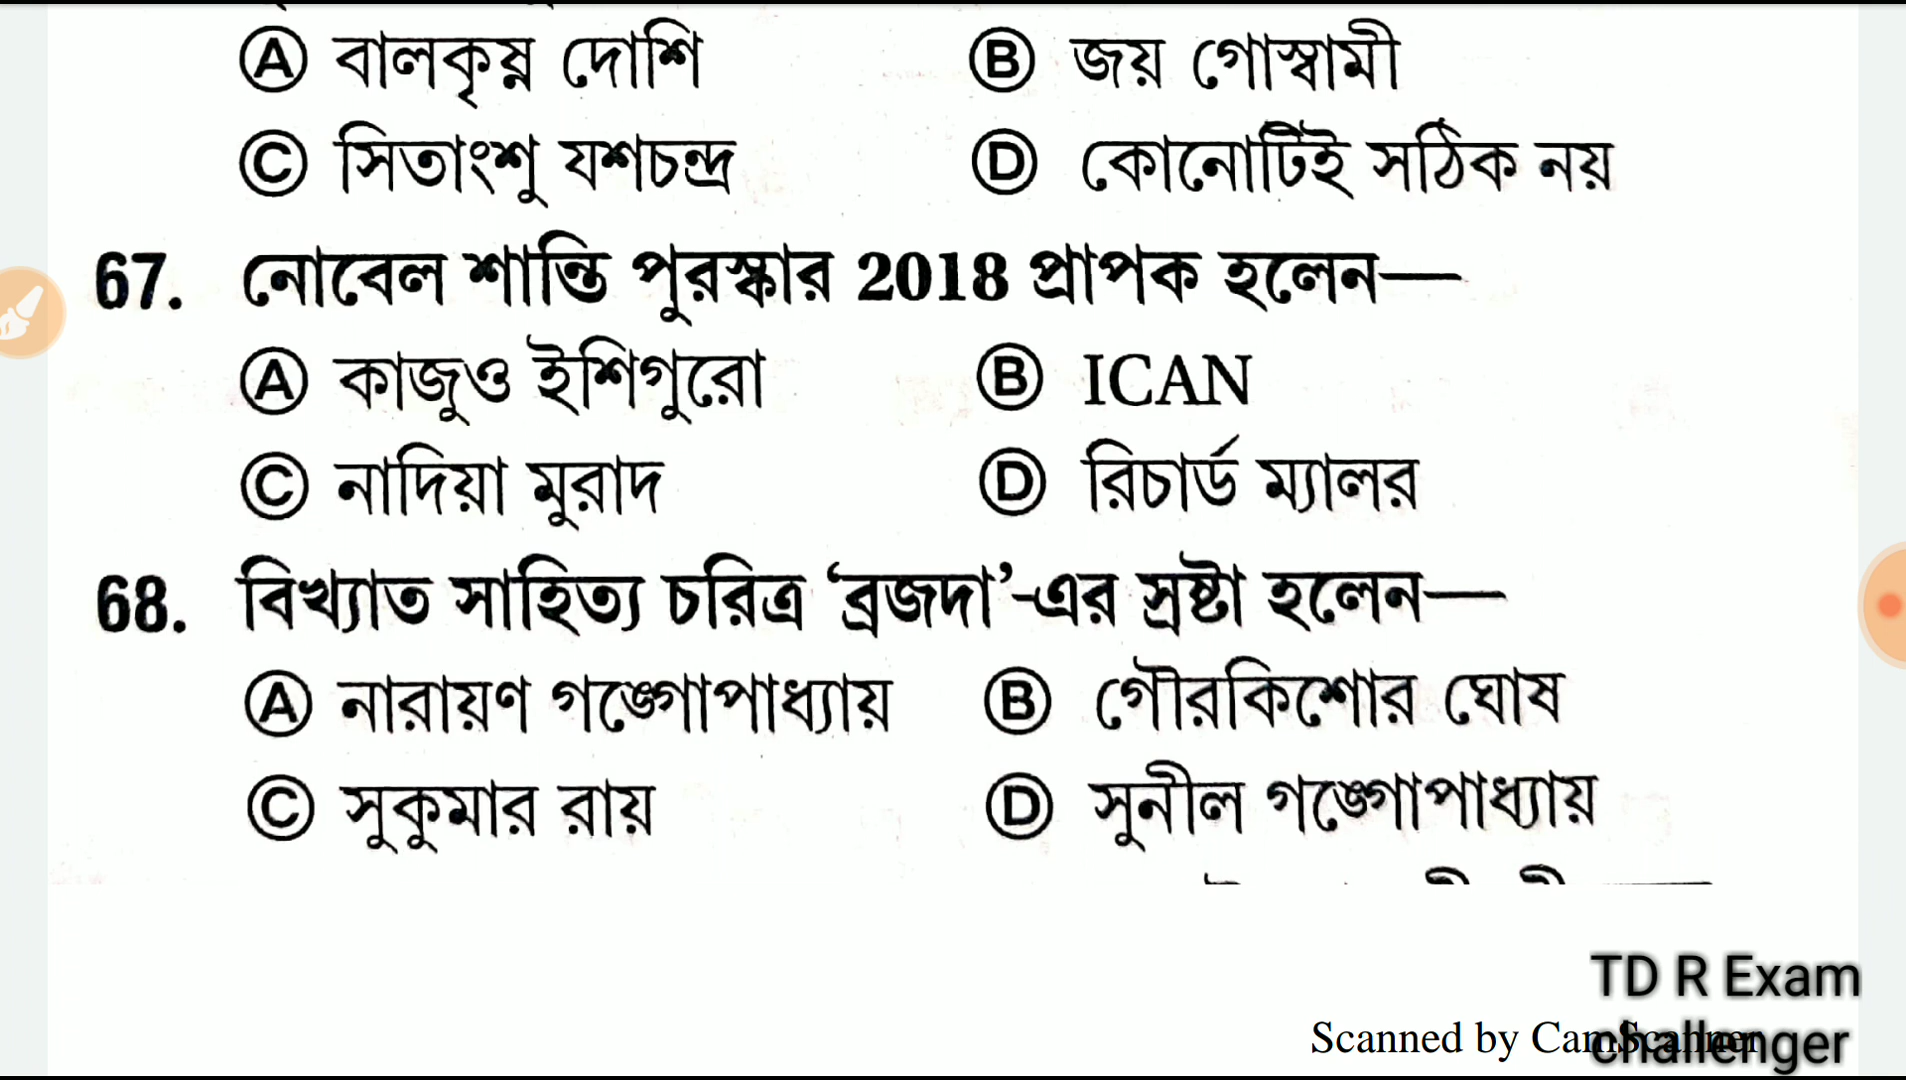 Ⓐ বালকৃষ্ণ দোশি Ⓑ জয় গোস্বামী
Ⓒ সিতাংশু যশচন্দ্র Ⓓ কোনোটিই সঠিক নয়
67. নোবেল শান্তি পুরস্কার 2018 প্রাপক হলেন—
Ⓐ কাজুও ইশিগুরো Ⓑ ICAN
Ⓒ নাদিয়া মুরাদ Ⓓ রিচার্ড ম্যালর
68. বিখ্যাত সাহিত্য চরিত্র ‘ব্রজদা’-এর স্রষ্টা হলেন—
Ⓐ নারায়ণ গঙ্গোপাধ্যায় Ⓑ গৌরকিশোর ঘোষ
Ⓒ সুকুমার রায় Ⓓ সুনীল গঙ্গোপাধ্যায়
TD R Exam
challenger
Scanned by CamScanner